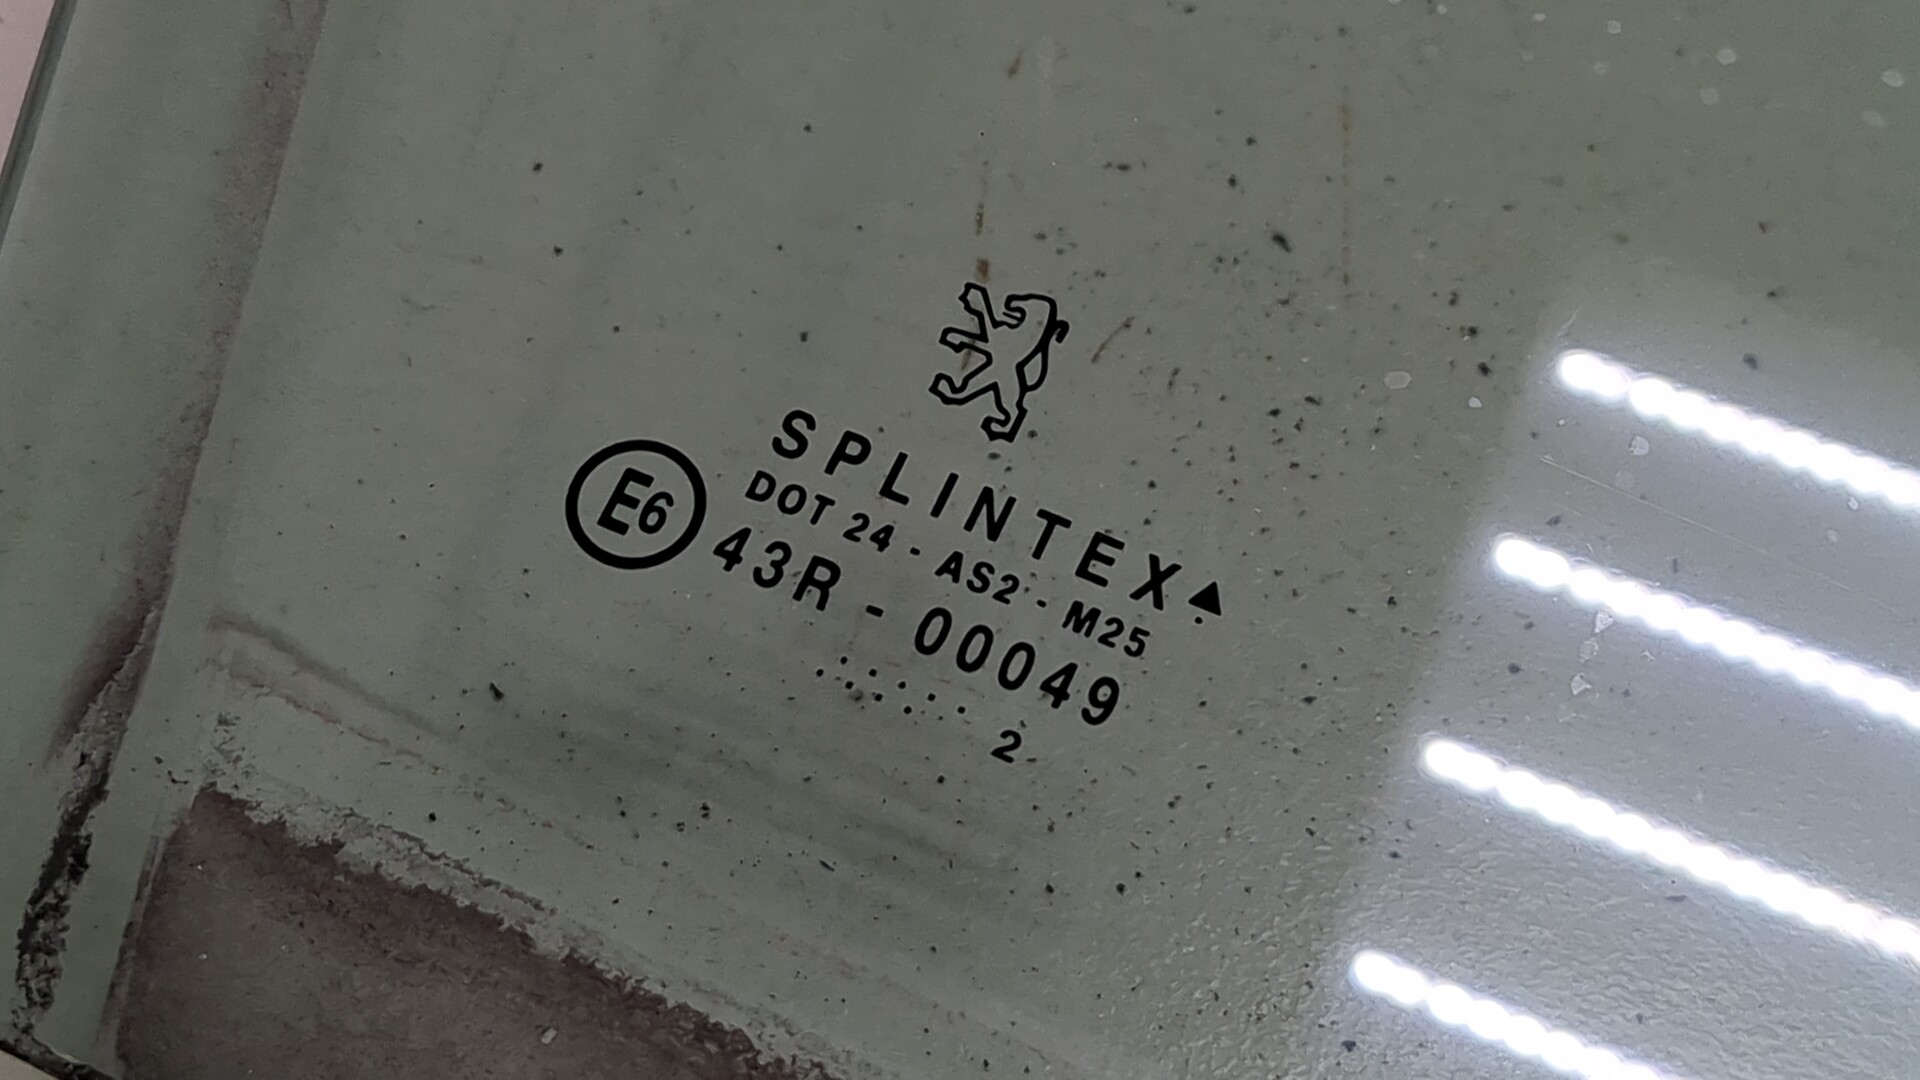 SPLINTEX
DOT 24 - AS2 - M25
E6
43R - 00049
2